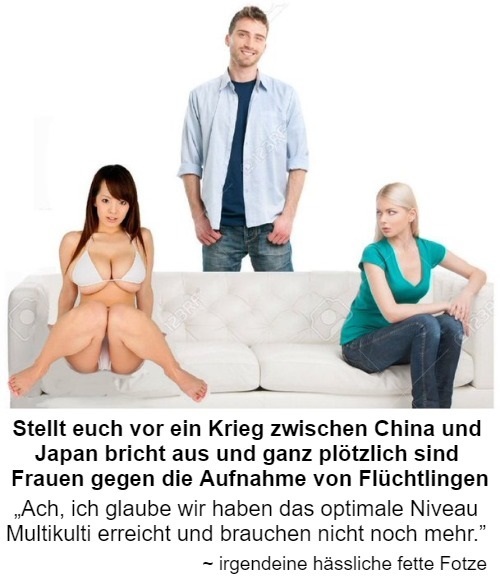 Stellt euch vor ein Krieg zwischen China und
Japan bricht aus und ganz plötzlich sind
Frauen gegen die Aufnahme von Flüchtlingen
„Ach, ich glaube wir haben das optimale Niveau
Multikulti erreicht und brauchen nicht noch mehr.”
~ irgendeine hässliche fette Fotze